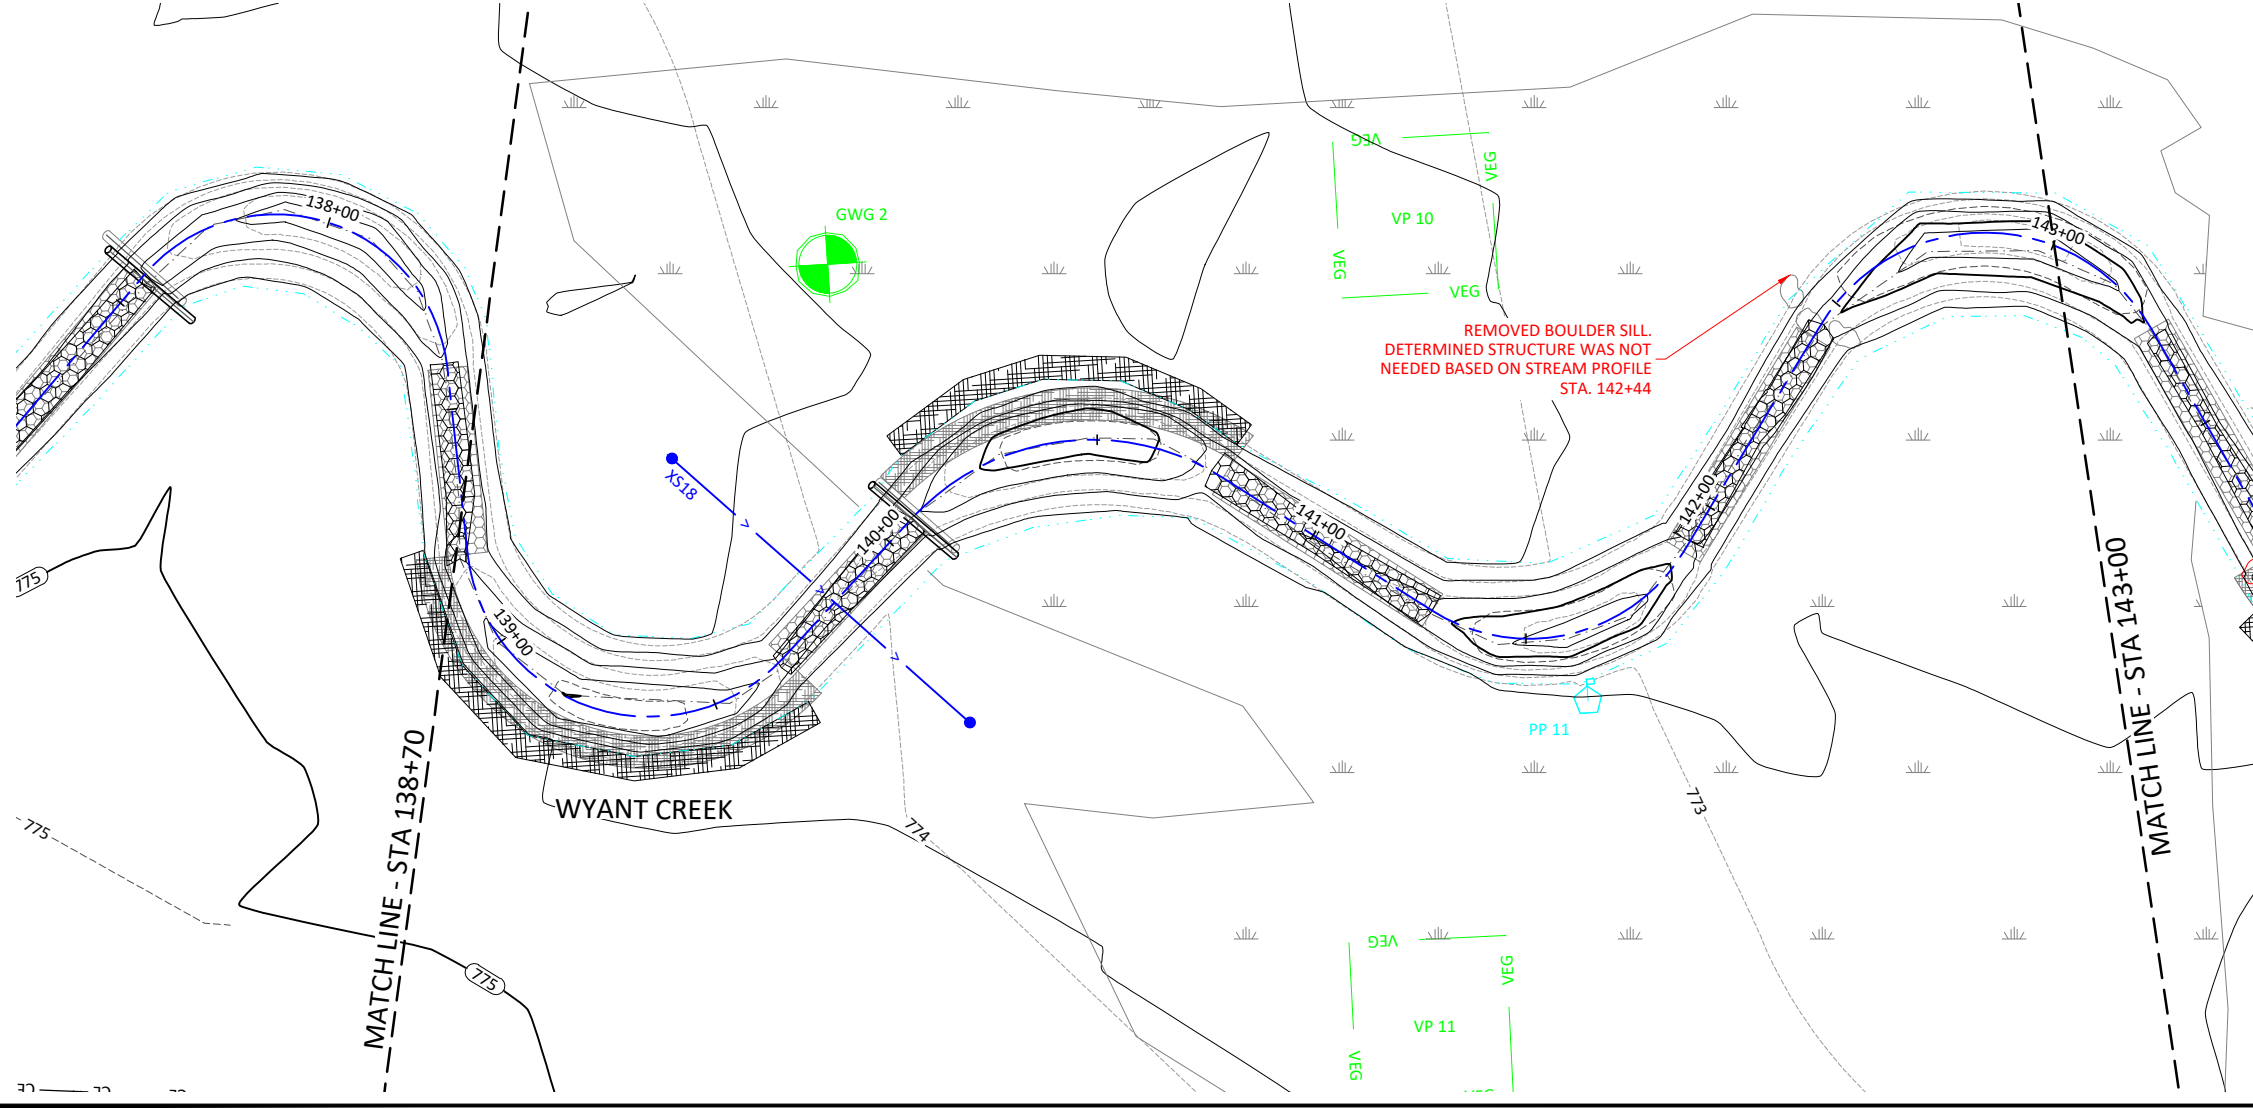 138+00
GWG 2
VEG
VEG
VP 10
VEG
VEG
143+00
REMOVED BOULDER SILL.
DETERMINED STRUCTURE WAS NOT
NEEDED BASED ON STREAM PROFILE
STA. 142+44
XS18
140+00
141+00
142+00
775
139+00
MATCH LINE - STA 138+70
WYANT CREEK
PP 11
MATCH LINE - STA 143+00
775
774
773
775
VEG
VEG
VP 11
VEG